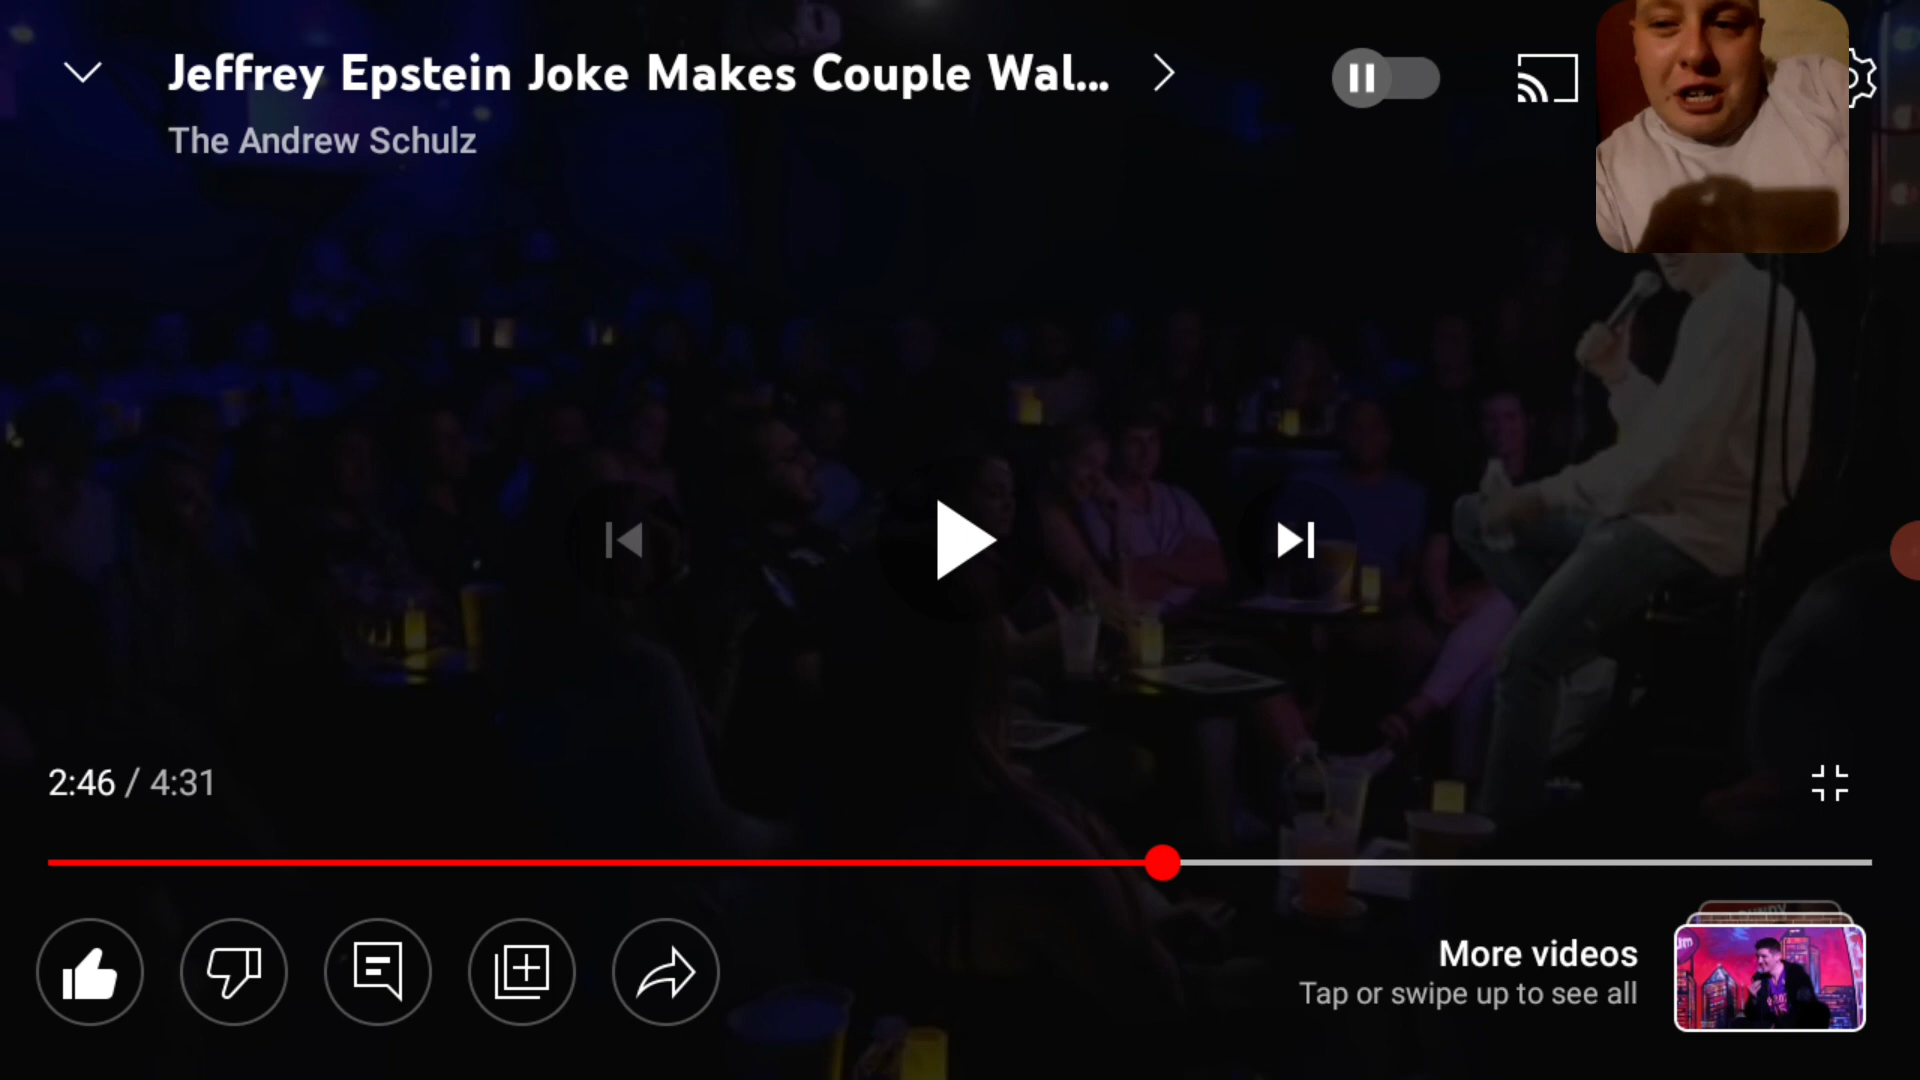 Jeffrey Epstein Joke Makes Couple Wal...
The Andrew Schulz
2:46 / 4:31
More videos
Tap or swipe up to see all